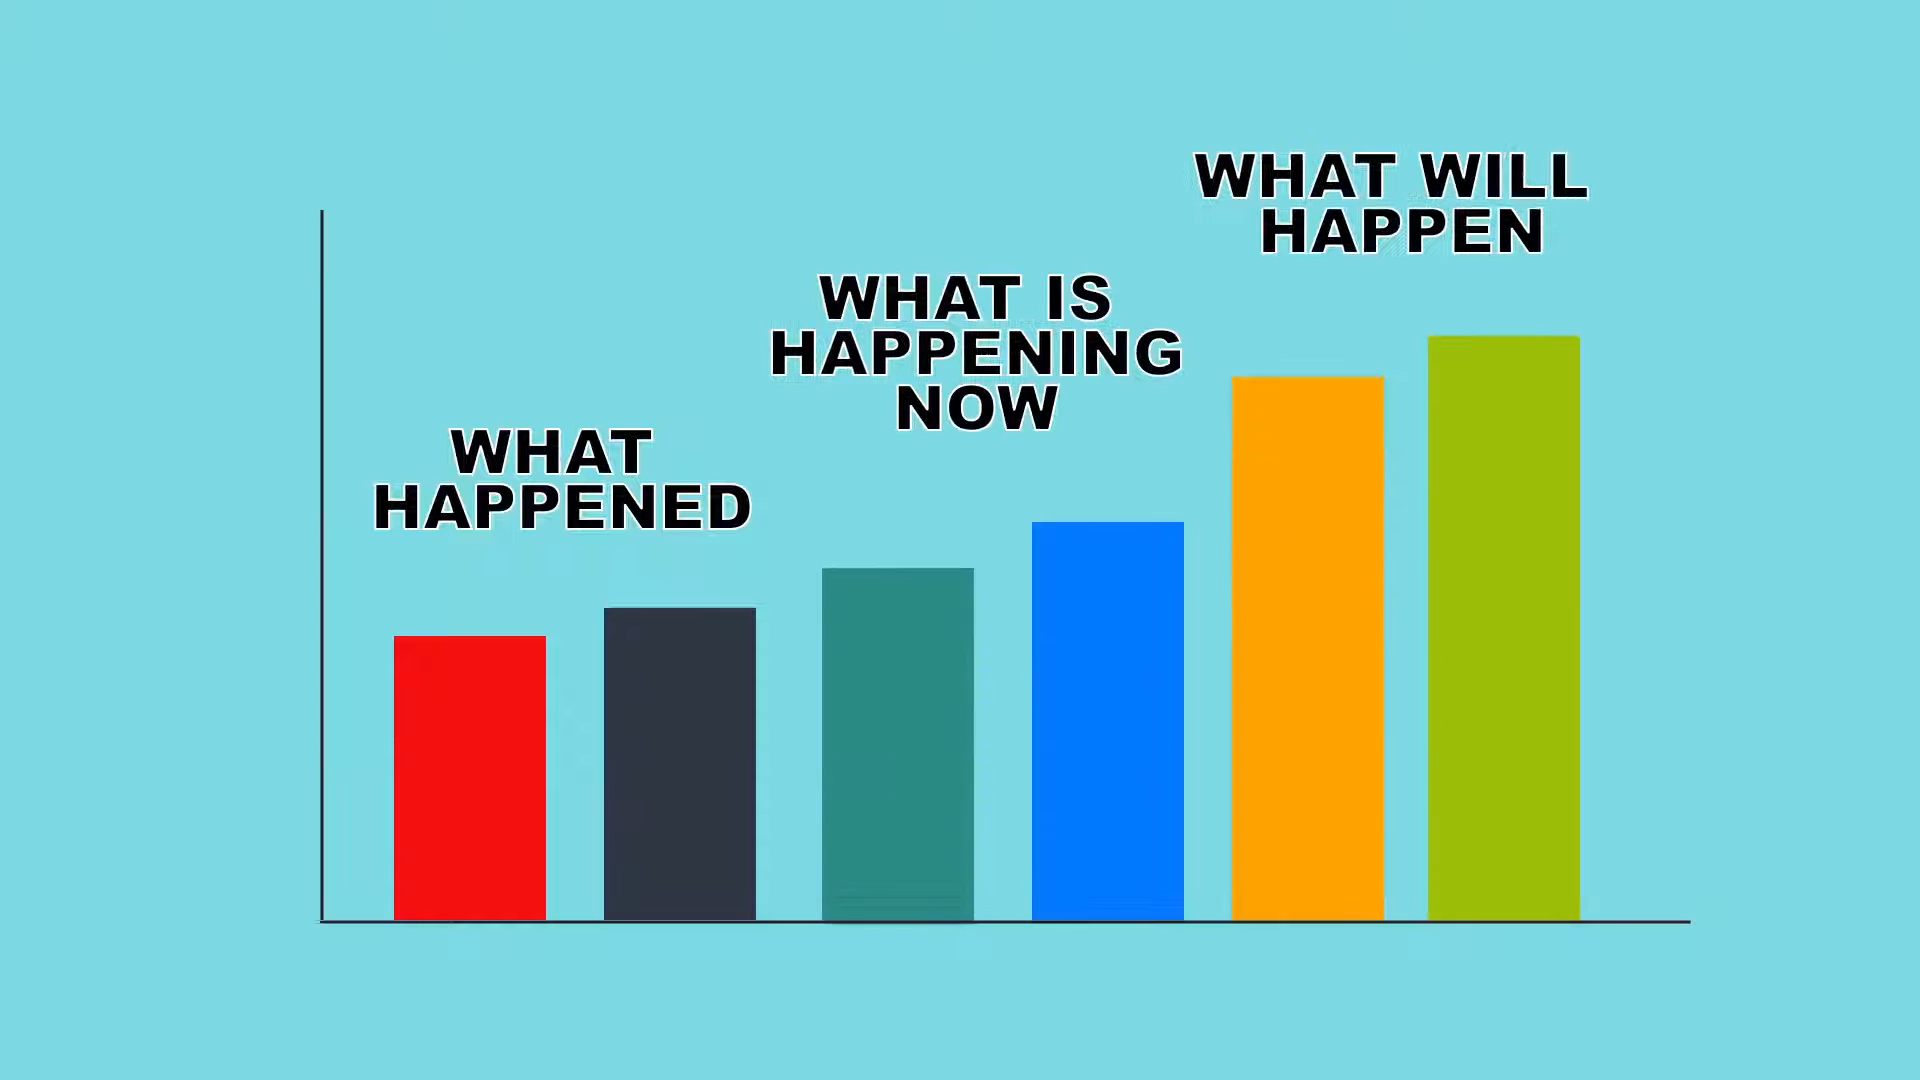 WHAT
HAPPENED
WHAT IS
HAPPENING
NOW
WHAT WILL
HAPPEN